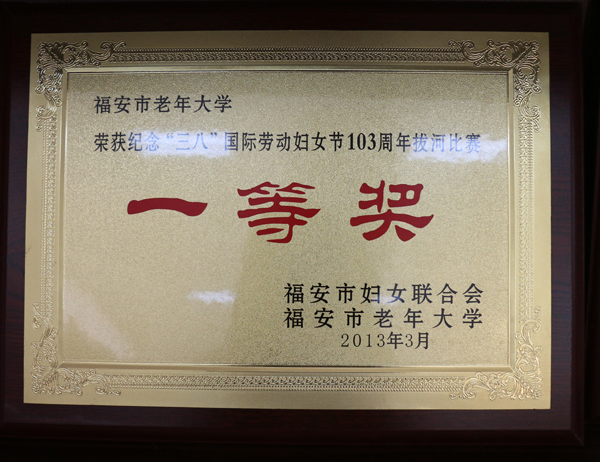 福安市老年大学
荣获纪念“三八”国际劳动妇女节103周年拔河比赛
一等奖
福安市妇女联合会
福安市老年大学
2013年3月